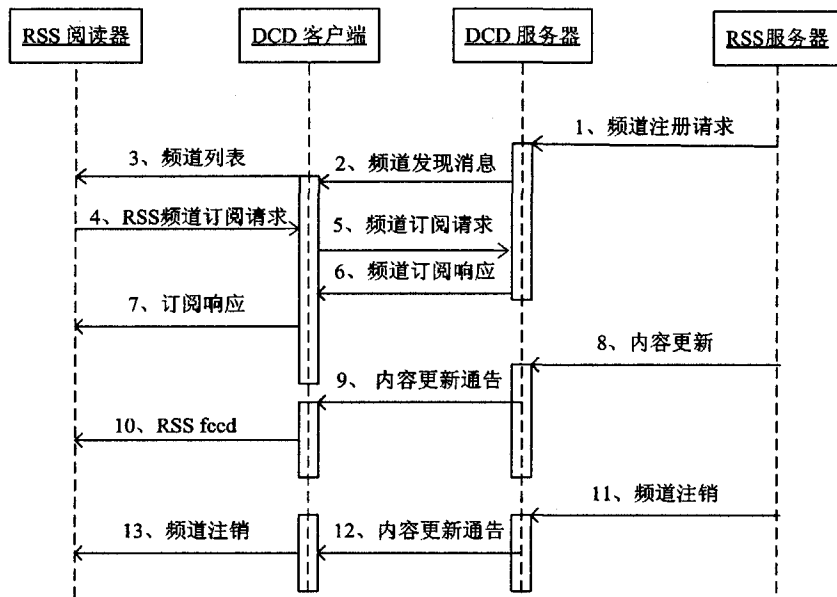 RSS 阅读器
DCD 客户端
DCD 服务器
RSS服务器
1、频道注册请求
3、频道列表
2、频道发现消息
4、RSS频道订阅请求
5、频道订阅请求
6、频道订阅响应
7、订阅响应
8、内容更新
9、 内容更新通告
10、RSS fccd
11、频道注销
13、频道注销
12、内容更新通告